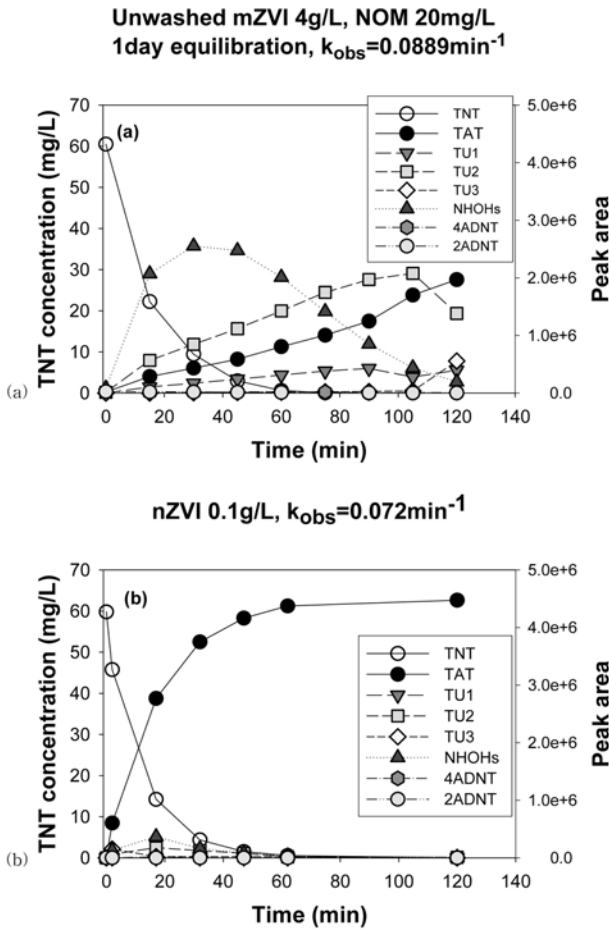 Unwashed mZVI 4g/L, NOM 20mg/L
1day equilibration, kobs=0.0889min-1
(a)
TNT concentration (mg/L)
70
60
50
40
30
20
10
0
TNT
TAT
TU1
TU2
TU3
NHOHs
4ADNT
2ADNT
5.0e+6
4.0e+6
3.0e+6
2.0e+6
1.0e+6
0.0
Peak area
(a)
0 20 40 60 80 100 120 140
Time (min)
nZVI 0.1g/L, kobs=0.072min-1
(b)
TNT concentration (mg/L)
70
60
50
40
30
20
10
0
TNT
TAT
TU1
TU2
TU3
NHOHs
4ADNT
2ADNT
5.0e+6
4.0e+6
3.0e+6
2.0e+6
1.0e+6
0.0
Peak area
(b)
0 20 40 60 80 100 120 140
Time (min)